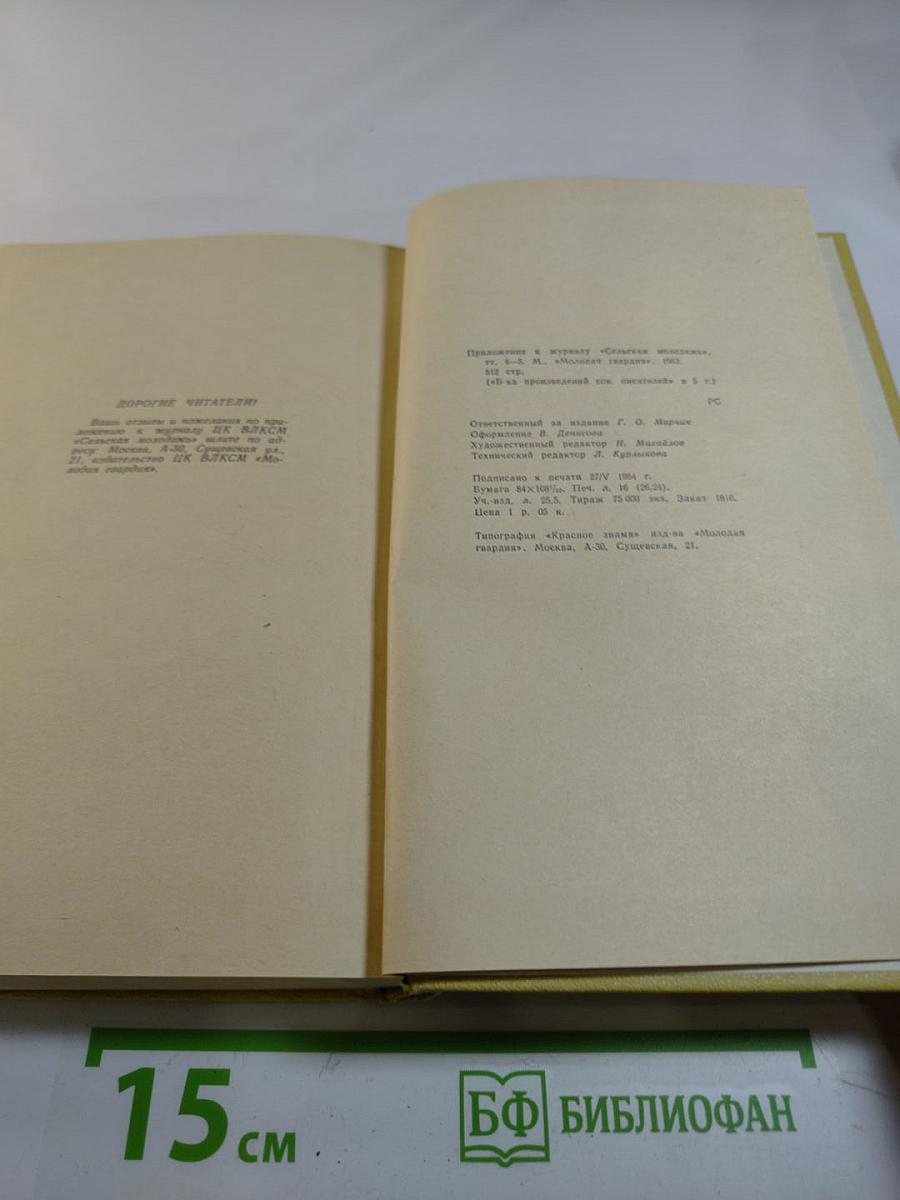 ДОРОГИЕ ЧИТАТЕЛИ!
Ваши отзывы и пожелания по при-
ложению к журналу ЦК ВЛКСМ
«Сельская молодежь» шлите по ад-
ресу: Москва, А-30, Сущевская ул.,
21, издательство ЦК ВЛКСМ «Мо-
лодая гвардия».
Приложение к журналу «Сельская молодежь»,
тт. 4—5. М., «Молодая гвардия», 1963.
512 стр.
(«Б-ка произведений сов. писателей» в 5 т.)
РС
Ответственный за издание Г. О. Марчик
Оформление В. Денисова
Художественный редактор Н. Михайлов
Технический редактор Л. Курлыкова
Подписано к печати 27/V 1964 г.
Бумага 84×108¹/₃₂. Печ. л. 16 (26,24).
Уч.-изд. л. 25,5. Тираж 75 000 экз. Заказ 1816.
Цена 1 р. 05 к.
Типография «Красное знамя» изд-ва «Молодая
гвардия». Москва, А-30, Сущевская, 21.
15 см
БФ БИБЛИОФАН